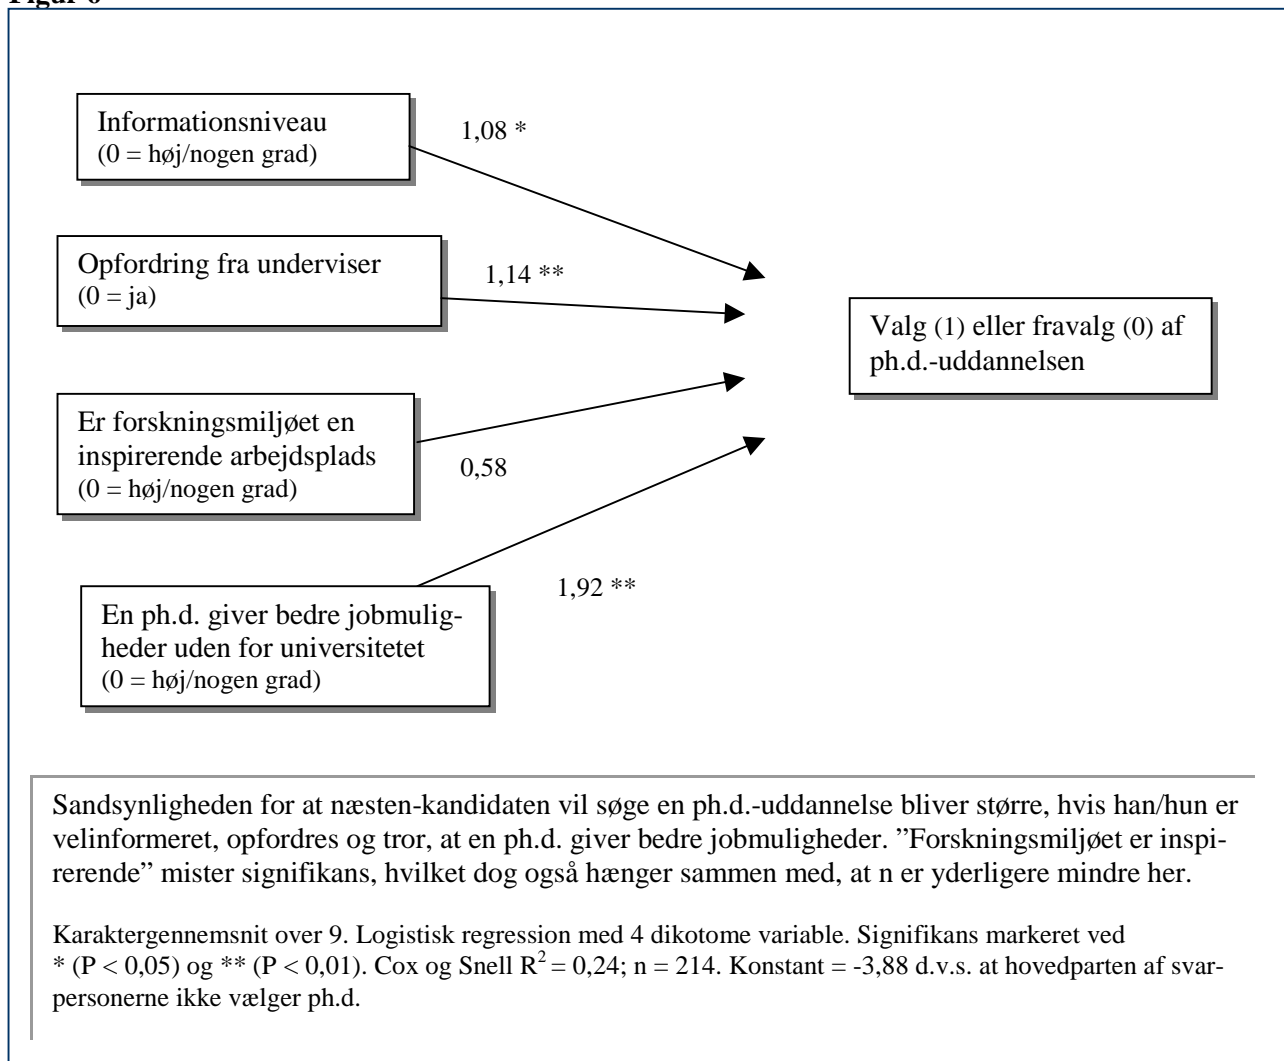 Figur 6
Informationsniveau
(0 = høj/nogen grad)
1,08 *
Opfordring fra underviser
(0 = ja)
1,14 **
Valg (1) eller fravalg (0) af
ph.d.-uddannelsen
Er forskningsmiljøet en
inspirerende arbejdsplads
(0 = høj/nogen grad)
0,58
En ph.d. giver bedre jobmulig-
heder uden for universitetet
(0 = høj/nogen grad)
1,92 **
Sandsynligheden for at næsten-kandidaten vil søge en ph.d.-uddannelse bliver større, hvis han/hun er
velinformeret, opfordres og tror, at en ph.d. giver bedre jobmuligheder. ”Forskningsmiljøet er inspi-
rerende” mister signifikans, hvilket dog også hænger sammen med, at n er yderligere mindre her.
Karaktergennemsnit over 9. Logistisk regression med 4 dikotome variable. Signifikans markeret ved
* (P < 0,05) og ** (P < 0,01). Cox og Snell R² = 0,24; n = 214. Konstant = -3,88 d.v.s. at hovedparten af svar-
personerne ikke vælger ph.d.